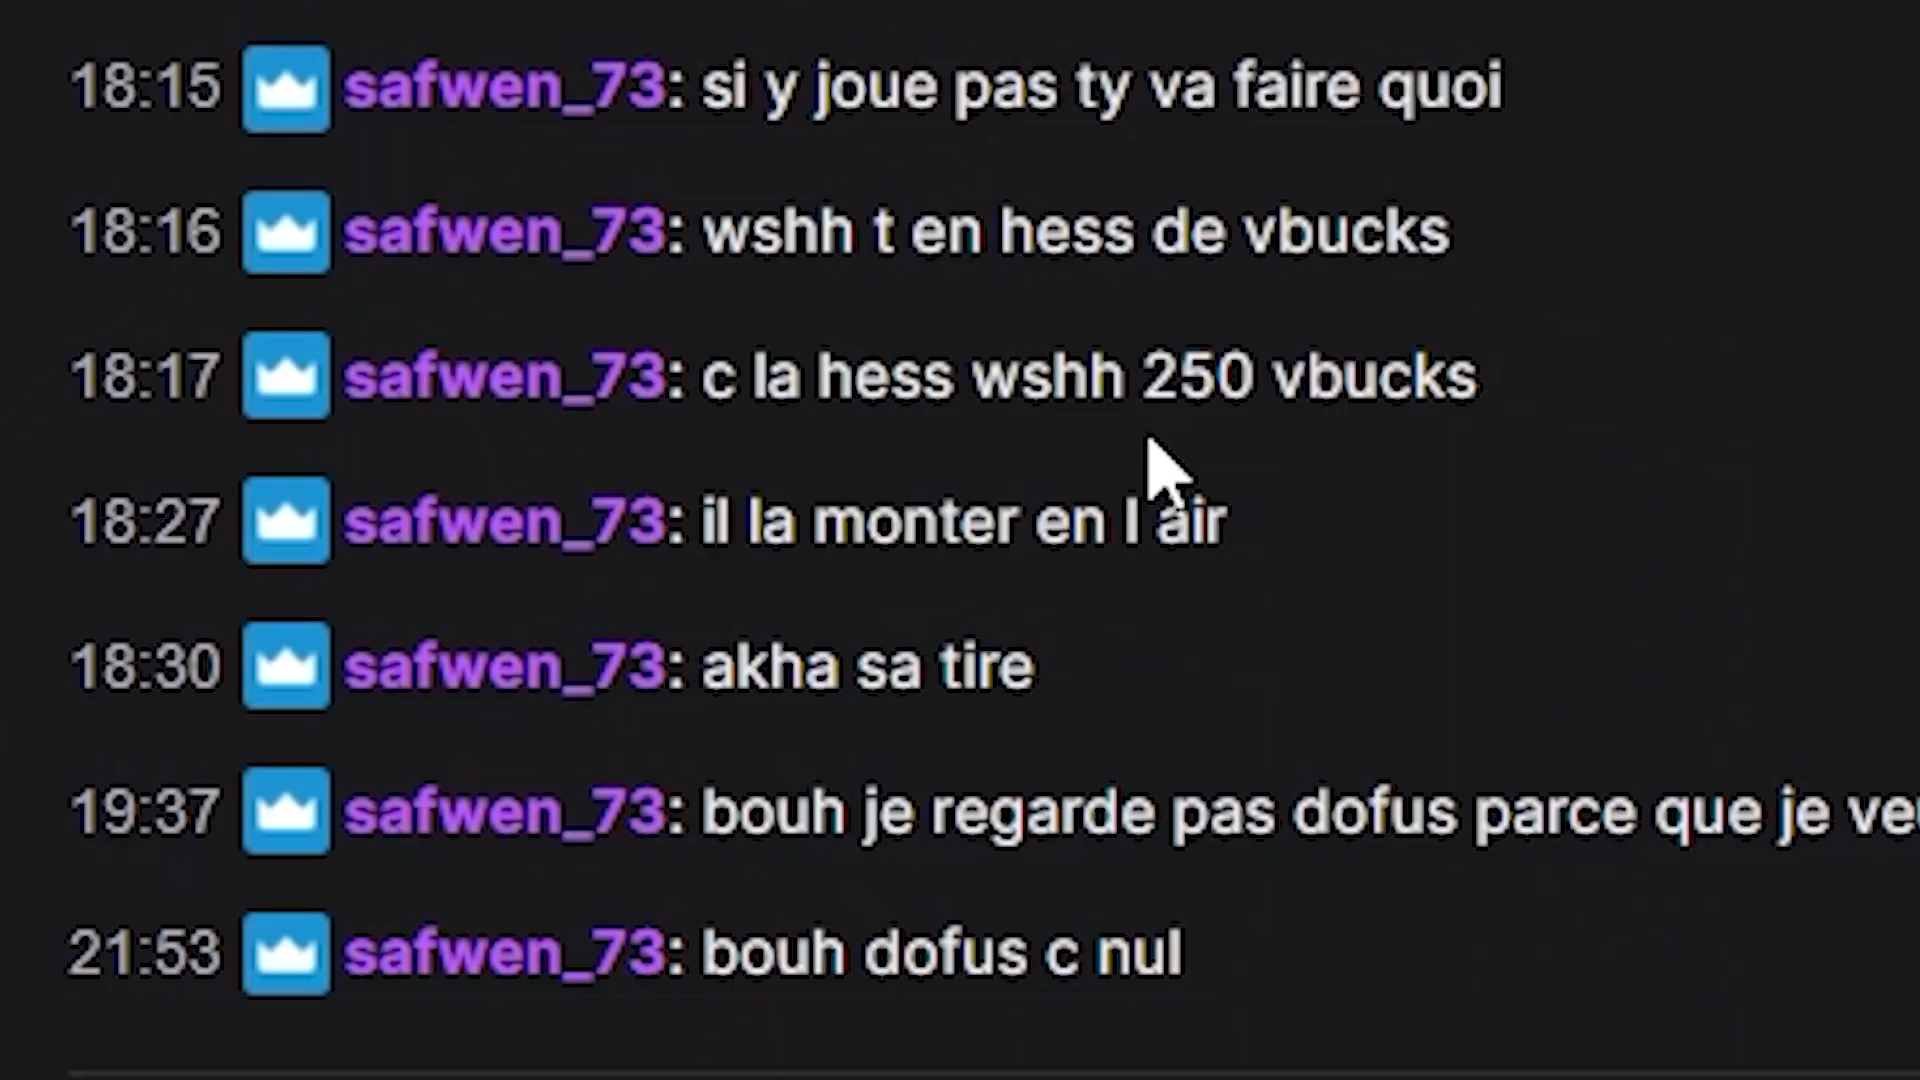 18:15 safwen_73: si y joue pas ty va faire quoi
18:16 safwen_73: wshh t en hess de vbucks
18:17 safwen_73: c la hess wshh 250 vbucks
18:27 safwen_73: il la monter en l air
18:30 safwen_73: akha sa tire
19:37 safwen_73: bouh je regarde pas dofus parce que je
21:53 safwen_73: bouh dofus c nul